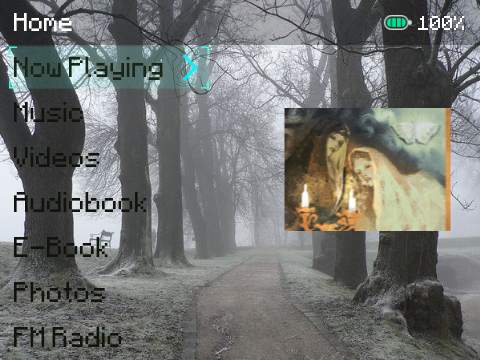 Home 100%
Now Playing
Music
Videos
Audiobook
E-Book
Photos
FM Radio